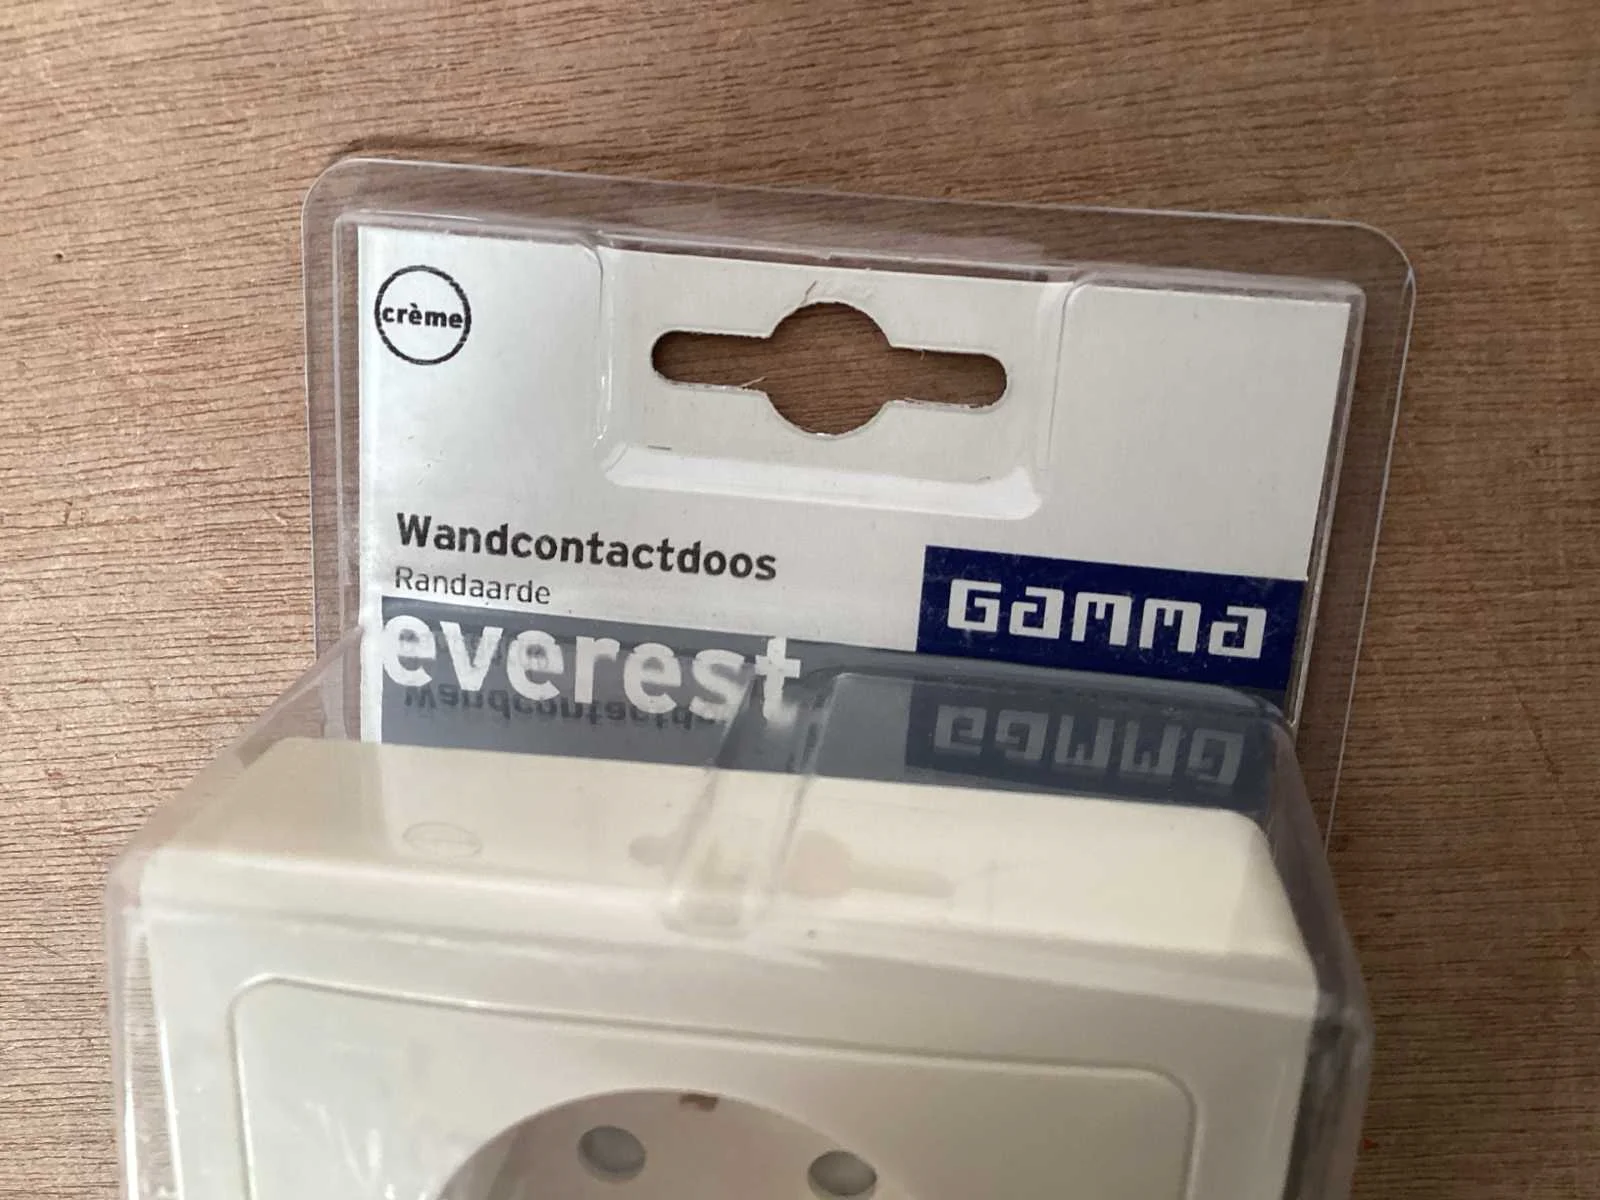 crème
Wandcontactdoos
Randaarde
everest
GAMMA